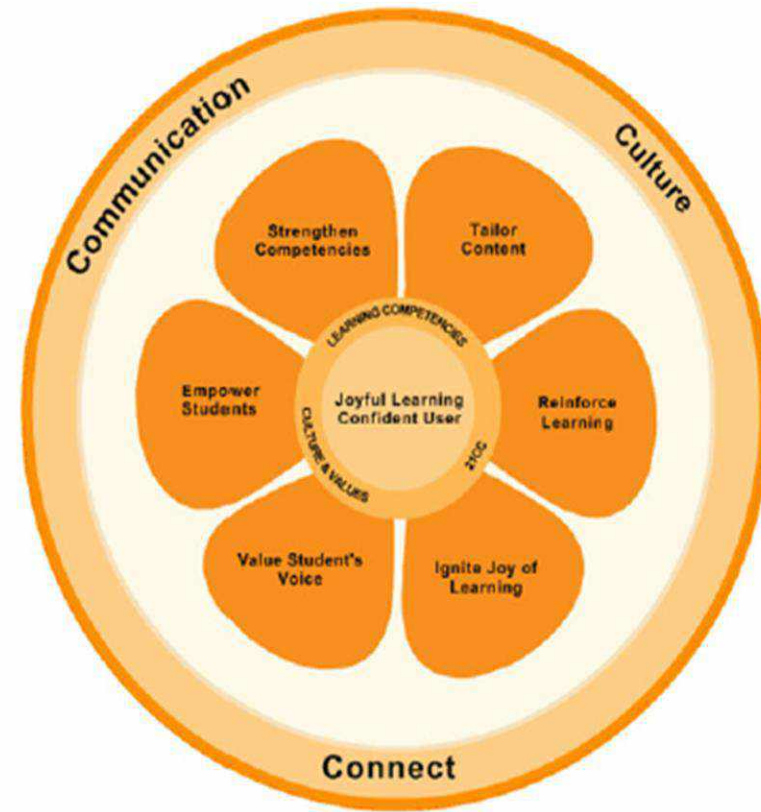 Communication
Culture
Strengthen
Competencies
Tailor
Content
LEARNING COMPETENCIES
Empower
Students
Joyful Learning
Confident User
Reinforce
Learning
CULTURE & VALUES
21CC
Value Student's
Voice
Ignite Joy of
Learning
Connect